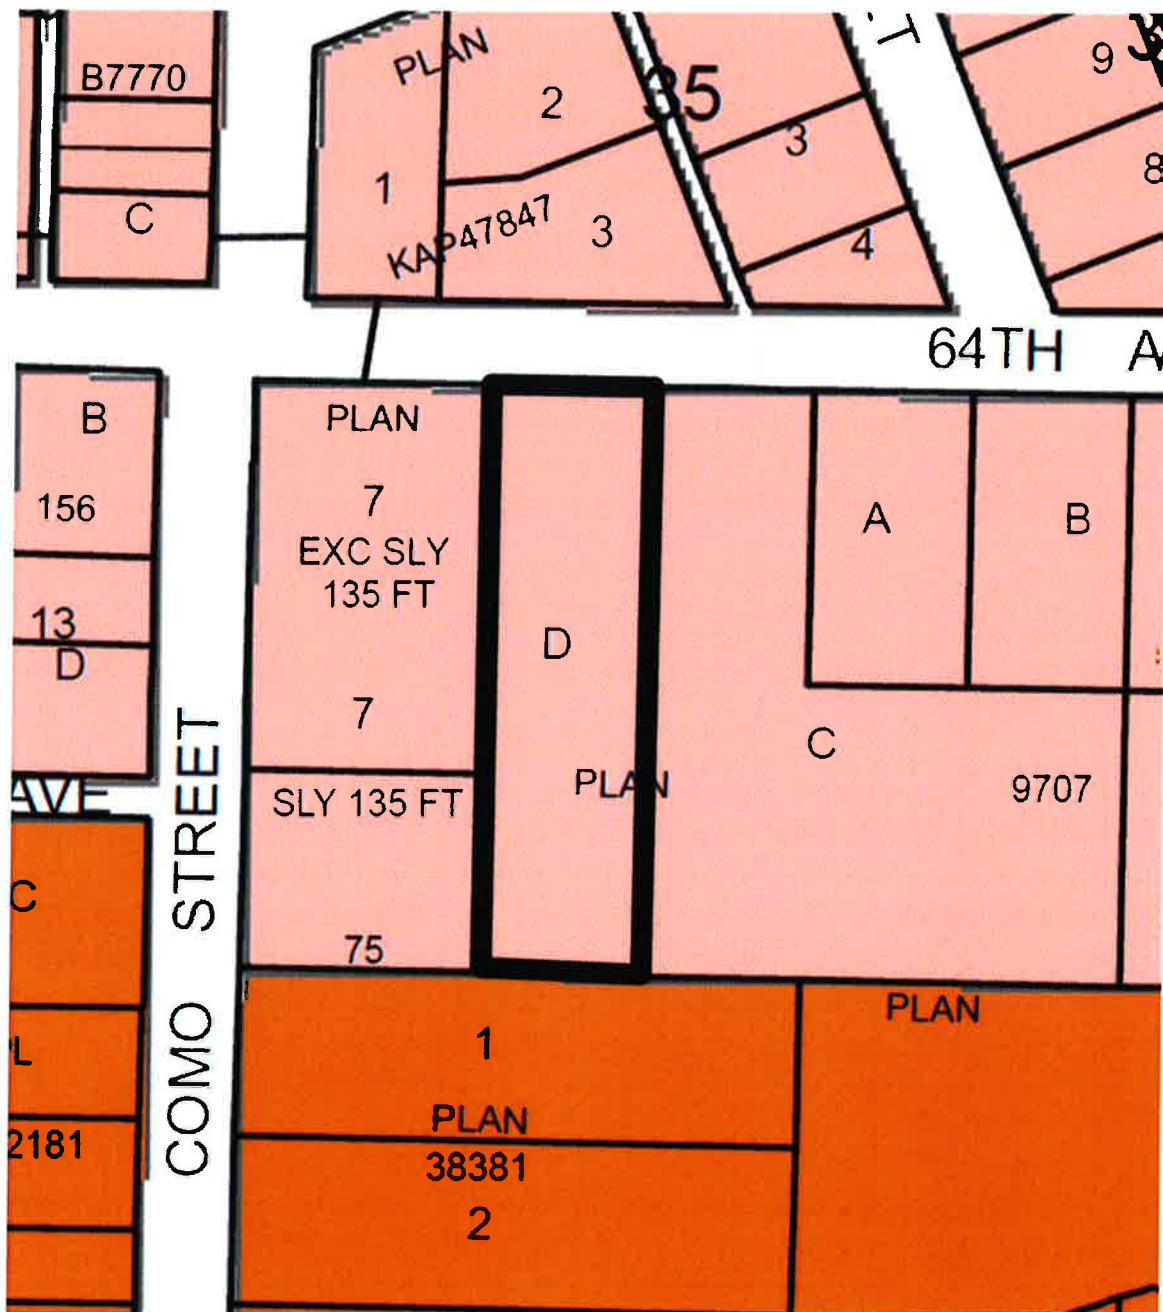 B7770
C
PLAN
1
2
KAP47847
3
35
3
4
9
8
64TH A
B
156
13
D
AVE
C
2181
COMO STREET
PLAN
7
EXC SLY
135 FT
7
SLY 135 FT
75
D
PLAN
A
B
C
9707
1
PLAN
38381
2
PLAN